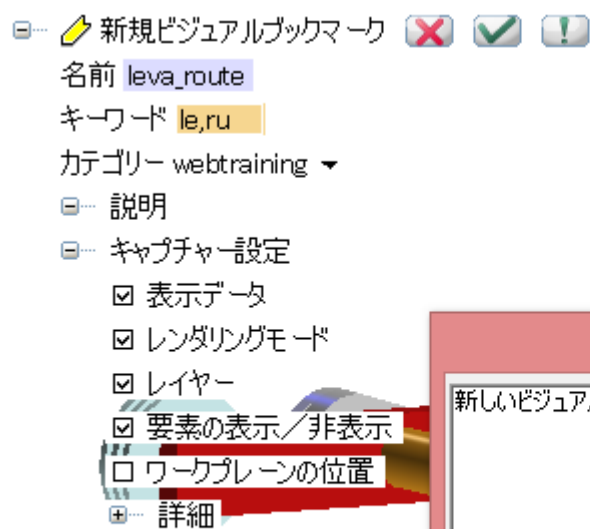 新規ビジュアルブックマーク
名前 leva_route
キーワード le,ru
カテゴリー webtraining
説明
キャプチャー設定
表示データ
レンダリングモード
レイヤー
要素の表示／非表示
ワークプレーンの位置
詳細
新しいビジュア